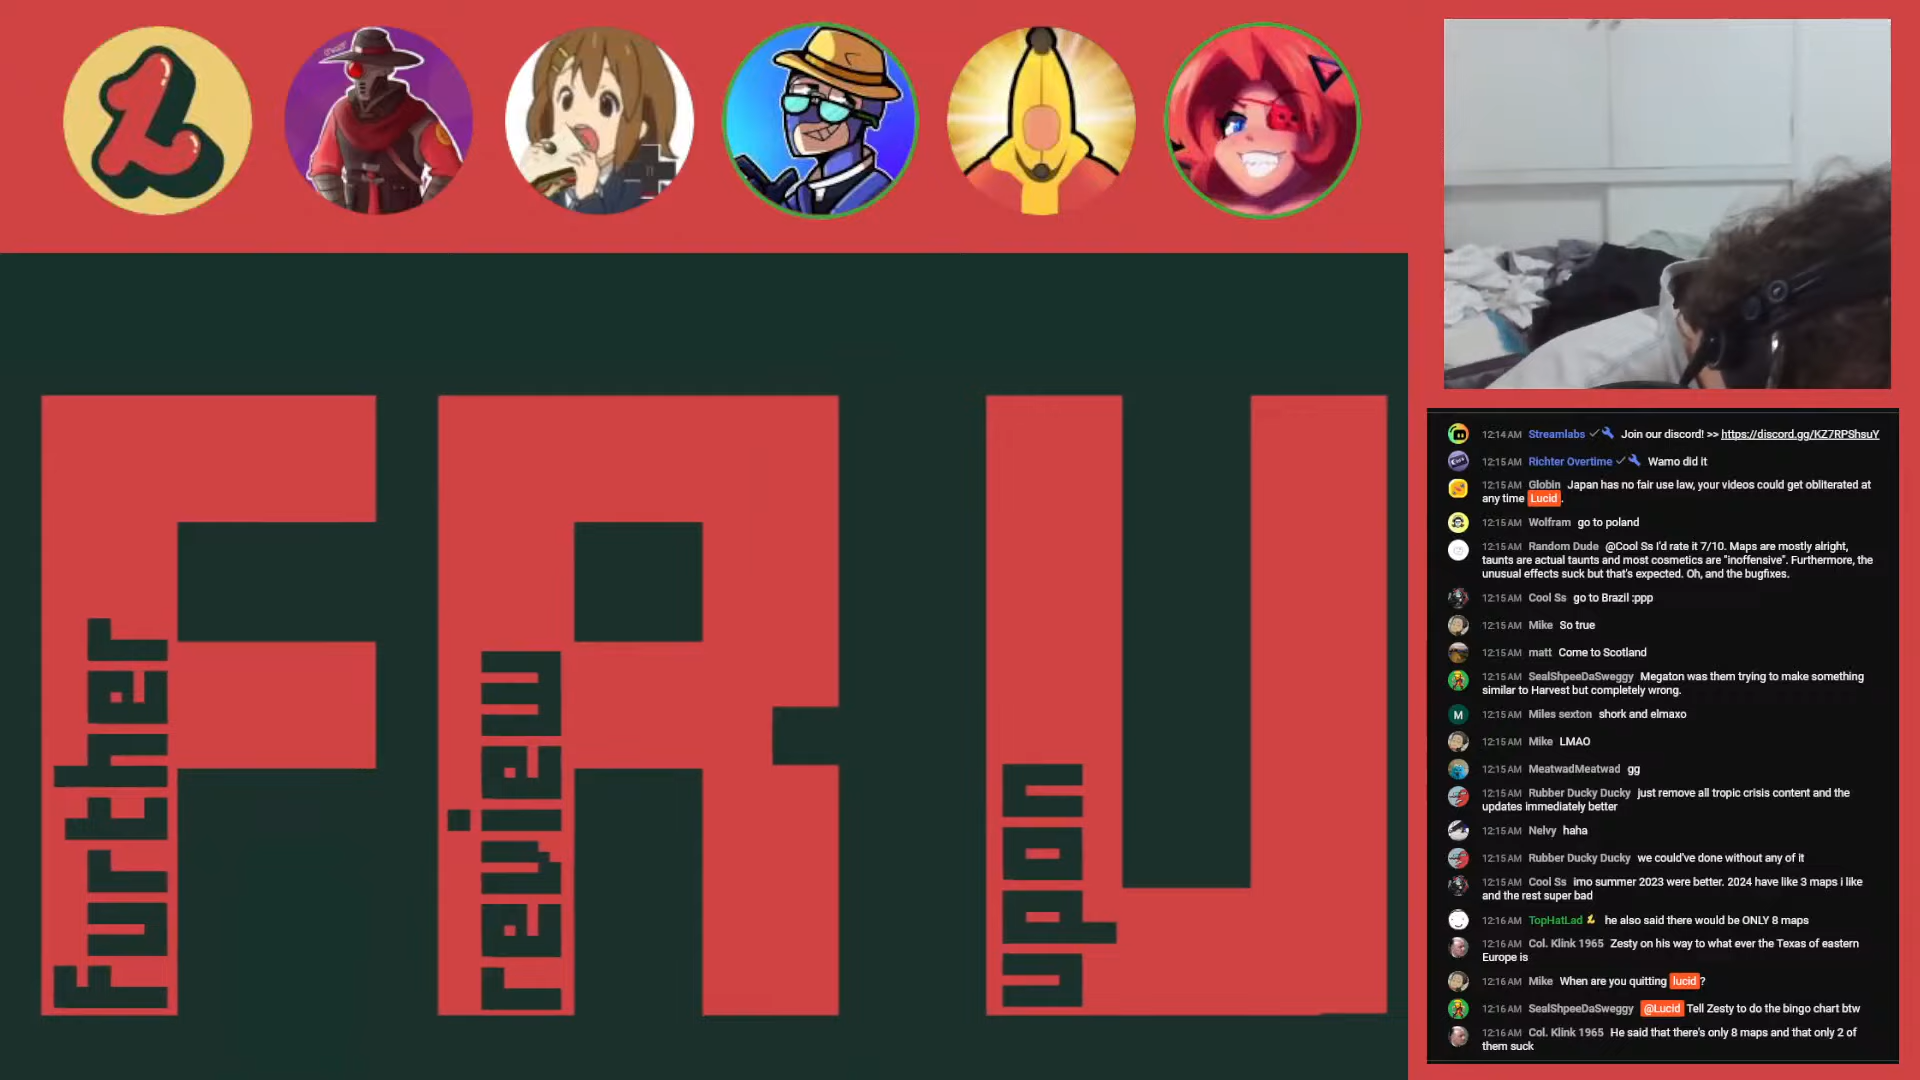 FRU
Further
review
upon
12:14 AM Streamlabs Join our discord! >> https://discord.gg/KZ7RPShsuY
12:15 AM Richter Overtime Wamo did it
12:15 AM Globin Japan has no fair use law, your videos could get obliterated at
any time Lucid .
12:15 AM Wolfram go to poland
12:15 AM Random Dude @Cool Ss I'd rate it 7/10. Maps are mostly alright,
taunts are actual taunts and most cosmetics are "inoffensive". Furthermore, the
unusual effects suck but that's expected. Oh, and the bugfixes.
12:15 AM Cool Ss go to Brazil :ppp
12:15 AM Mike So true
12:15 AM matt Come to Scotland
12:15 AM SealShpeeDaSweggy Megaton was them trying to make something
similar to Harvest but completely wrong.
M
12:15 AM Miles sexton shork and elmaxo
12:15 AM Mike LMAO
12:15 AM MeatwadMeatwad gg
12:15 AM Rubber Ducky Ducky just remove all tropic crisis content and the
updates immediately better
12:15 AM Nelvy haha
12:15 AM Rubber Ducky Ducky we could've done without any of it
12:15 AM Cool Ss imo summer 2023 were better. 2024 have like 3 maps i like
and the rest super bad
12:16 AM TopHatLad he also said there would be ONLY 8 maps
12:16 AM Col. Klink 1965 Zesty on his way to what ever the Texas of eastern
Europe is
12:16 AM Mike When are you quitting lucid ?
12:16 AM SealShpeeDaSweggy @Lucid Tell Zesty to do the bingo chart btw
12:16 AM Col. Klink 1965 He said that there's only 8 maps and that only 2 of
them suck